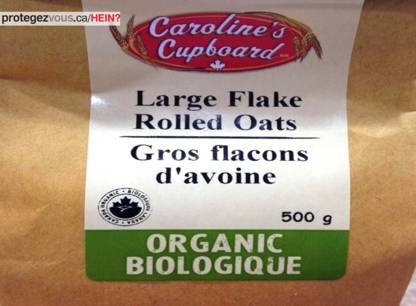 protegezvous.ca/HEIN?
Caroline's
Cupboard
Large Flake
Rolled Oats
Gros flacons
d'avoine
500 g
ORGANIC
BIOLOGIQUE